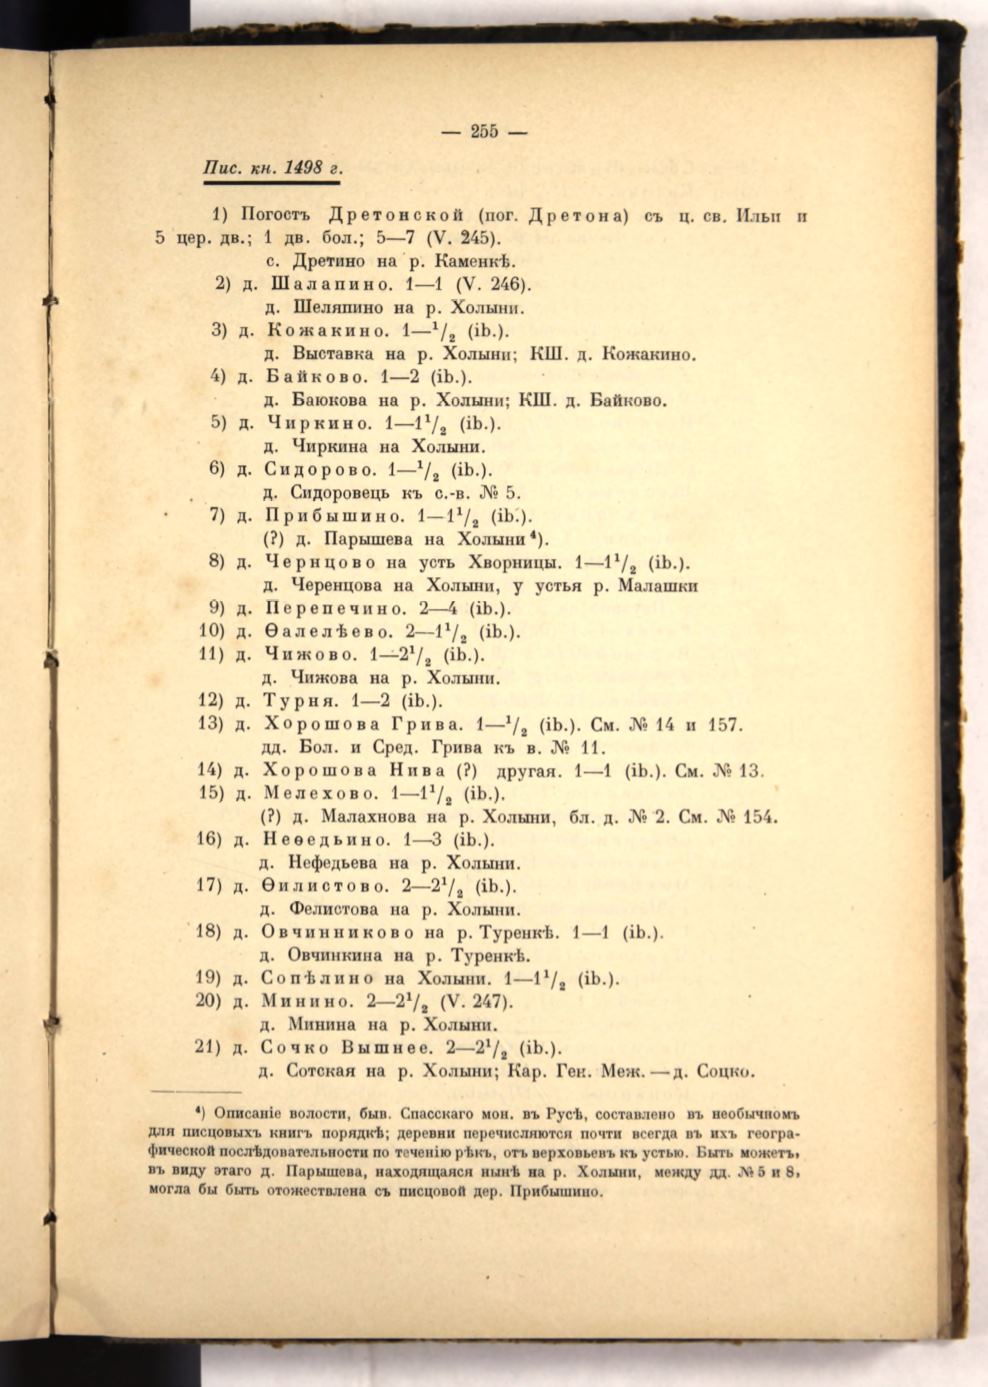 — 255 —
Пис. кн. 1498 г.
1) Погостъ Дретонской (пог. Дретона) съ ц. св. Ильи и
5 цер. дв.; 1 дв. бол.; 5—7 (V. 245).
с. Дретино на р. Каменкѣ.
2) д. Шалапино. 1—1 (V. 246).
д. Шеляпино на р. Холыни.
3) д. Кожакино. 1—¹/₂ (ib.).
д. Выставка на р. Холыни; КШ. д. Кожакино.
4) д. Байково. 1—2 (ib.).
д. Баюкова на р. Холыни; КШ. д. Байково.
5) д. Чиркино. 1—1¹/₂ (ib.).
д. Чиркина на Холыни.
6) д. Сидорово. 1—¹/₂ (ib.).
д. Сидоровець къ с.-в. № 5.
7) д. Прибышино. 1—1¹/₂ (ib.).
(?) д. Парышева на Холыни⁴).
8) д. Чернцово на усть Хворницы. 1—1¹/₂ (ib.).
д. Черенцова на Холыни, у устья р. Малашки
9) д. Перепечино. 2—4 (ib.).
10) д. Ѳалелѣево. 2—1¹/₂ (ib.).
11) д. Чижово. 1—2¹/₂ (ib.).
д. Чижова на р. Холыни.
12) д. Турня. 1—2 (ib.).
13) д. Хорошова Грива. 1—¹/₂ (ib.). См. № 14 и 157.
дд. Бол. и Сред. Грива къ в. № 11.
14) д. Хорошова Нива (?) другая. 1—1 (ib.). См. № 13.
15) д. Мелехово. 1—1¹/₂ (ib.).
(?) д. Малахнова на р. Холыни, бл. д. № 2. См. № 154.
16) д. Неѳедьино. 1—3 (ib.).
д. Нефедьева на р. Холыни.
17) д. Ѳилистово. 2—2¹/₂ (ib.).
д. Фелистова на р. Холыни.
18) д. Овчинниково на р. Туренкѣ. 1—1 (ib.).
д. Овчинкина на р. Туренкѣ.
19) д. Сопѣлино на Холыни. 1—1¹/₂ (ib.).
20) д. Минино. 2—2¹/₂ (V. 247).
д. Минина на р. Холыни.
21) д. Сочко Вышнее. 2—2¹/₂ (ib.).
д. Сотская на р. Холыни; Кар. Ген. Меж. — д. Соцко.
⁴) Описаніе волости, быв. Спасскаго мон. въ Русѣ, составлено въ необычномъ
для писцовыхъ книгъ порядкѣ; деревни перечисляются почти всегда въ ихъ геогра-
фической послѣдовательности по теченію рѣкъ, отъ верховьевъ къ устью. Быть можетъ,
въ виду этаго д. Парышева, находящаяся нынѣ на р. Холыни, между дд. № 5 и 8,
могла бы быть отожествлена съ писцовой дер. Прибышино.